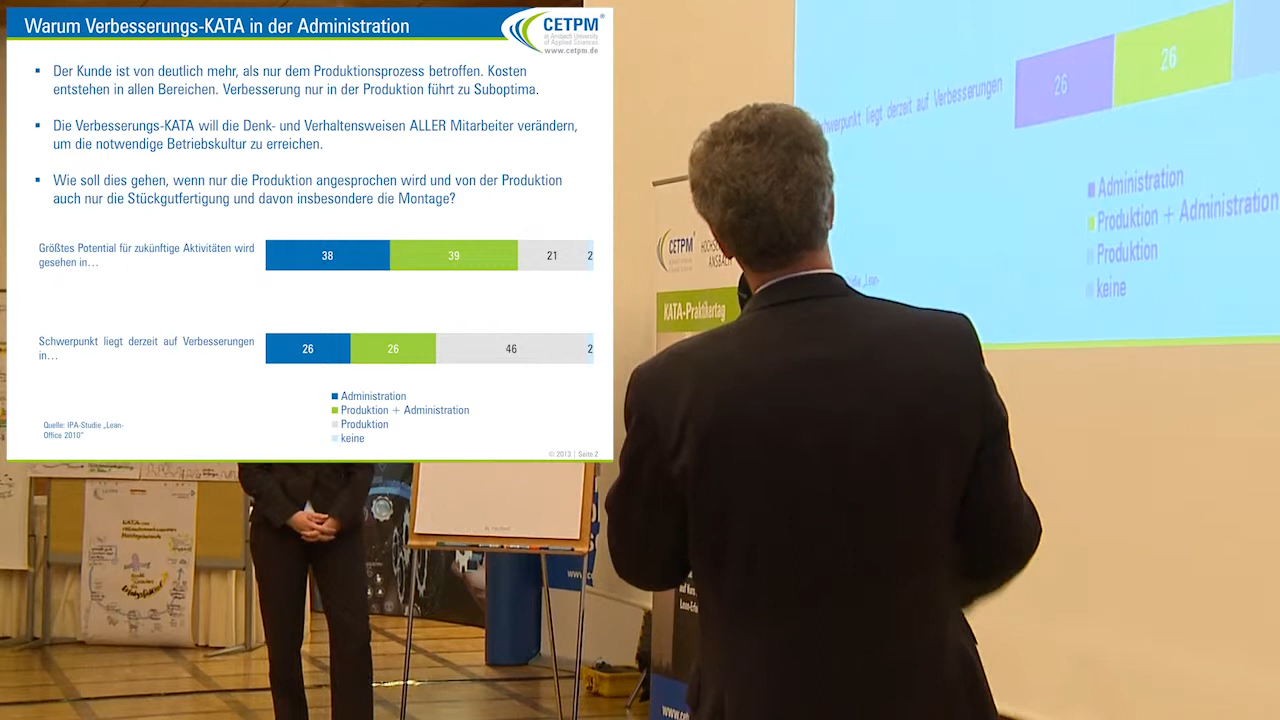 Warum Verbesserungs-KATA in der Administration
CETPM®
at Ansbach University
of Applied Sciences
www.cetpm.de
▪ Der Kunde ist von deutlich mehr, als nur dem Produktionsprozess betroffen. Kosten
entstehen in allen Bereichen. Verbesserung nur in der Produktion führt zu Suboptima.
▪ Die Verbesserungs-KATA will die Denk- und Verhaltensweisen ALLER Mitarbeiter verändern,
um die notwendige Betriebskultur zu erreichen.
▪ Wie soll dies gehen, wenn nur die Produktion angesprochen wird und von der Produktion
auch nur die Stückgutfertigung und davon insbesondere die Montage?
Größtes Potential für zukünftige Aktivitäten wird
gesehen in…
38 39 21 2
Schwerpunkt liegt derzeit auf Verbesserungen
in…
26 26 46 2
Administration
Produktion + Administration
Produktion
keine
Quelle: IPA-Studie „Lean-
Office 2010"
© 2013 | Seite 2
26 26
liegt derzeit auf Verbesserungen
Administration
Produktion + Administration
Produktion
keine
CETPM
KATA-Praktikertag